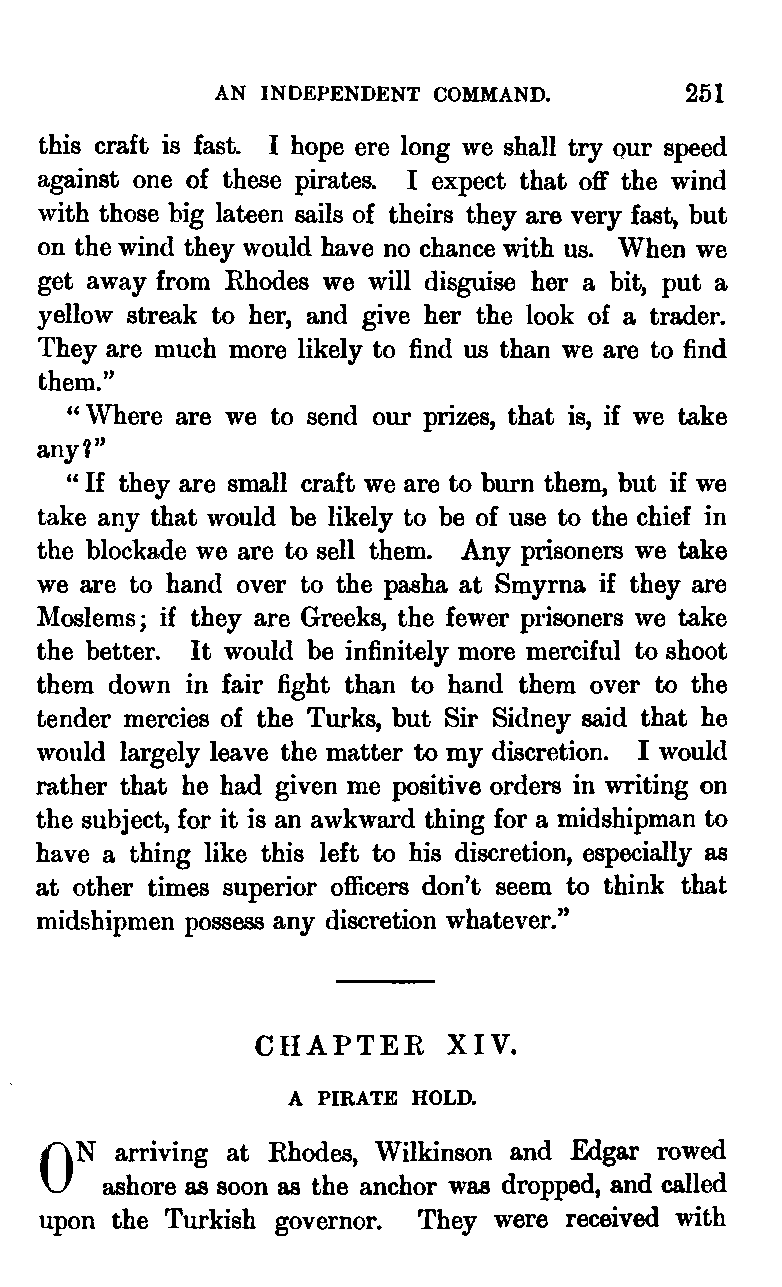 AN INDEPENDENT COMMAND. 251
this craft is fast. I hope ere long we shall try our speed
against one of these pirates. I expect that off the wind
with those big lateen sails of theirs they are very fast, but
on the wind they would have no chance with us. When we
get away from Rhodes we will disguise her a bit, put a
yellow streak to her, and give her the look of a trader.
They are much more likely to find us than we are to find
them."
"Where are we to send our prizes, that is, if we take
any?"
"If they are small craft we are to burn them, but if we
take any that would be likely to be of use to the chief in
the blockade we are to sell them. Any prisoners we take
we are to hand over to the pasha at Smyrna if they are
Moslems; if they are Greeks, the fewer prisoners we take
the better. It would be infinitely more merciful to shoot
them down in fair fight than to hand them over to the
tender mercies of the Turks, but Sir Sidney said that he
would largely leave the matter to my discretion. I would
rather that he had given me positive orders in writing on
the subject, for it is an awkward thing for a midshipman to
have a thing like this left to his discretion, especially as
at other times superior officers don't seem to think that
midshipmen possess any discretion whatever."
CHAPTER XIV.
A PIRATE HOLD.
ON arriving at Rhodes, Wilkinson and Edgar rowed
ashore as soon as the anchor was dropped, and called
upon the Turkish governor. They were received with